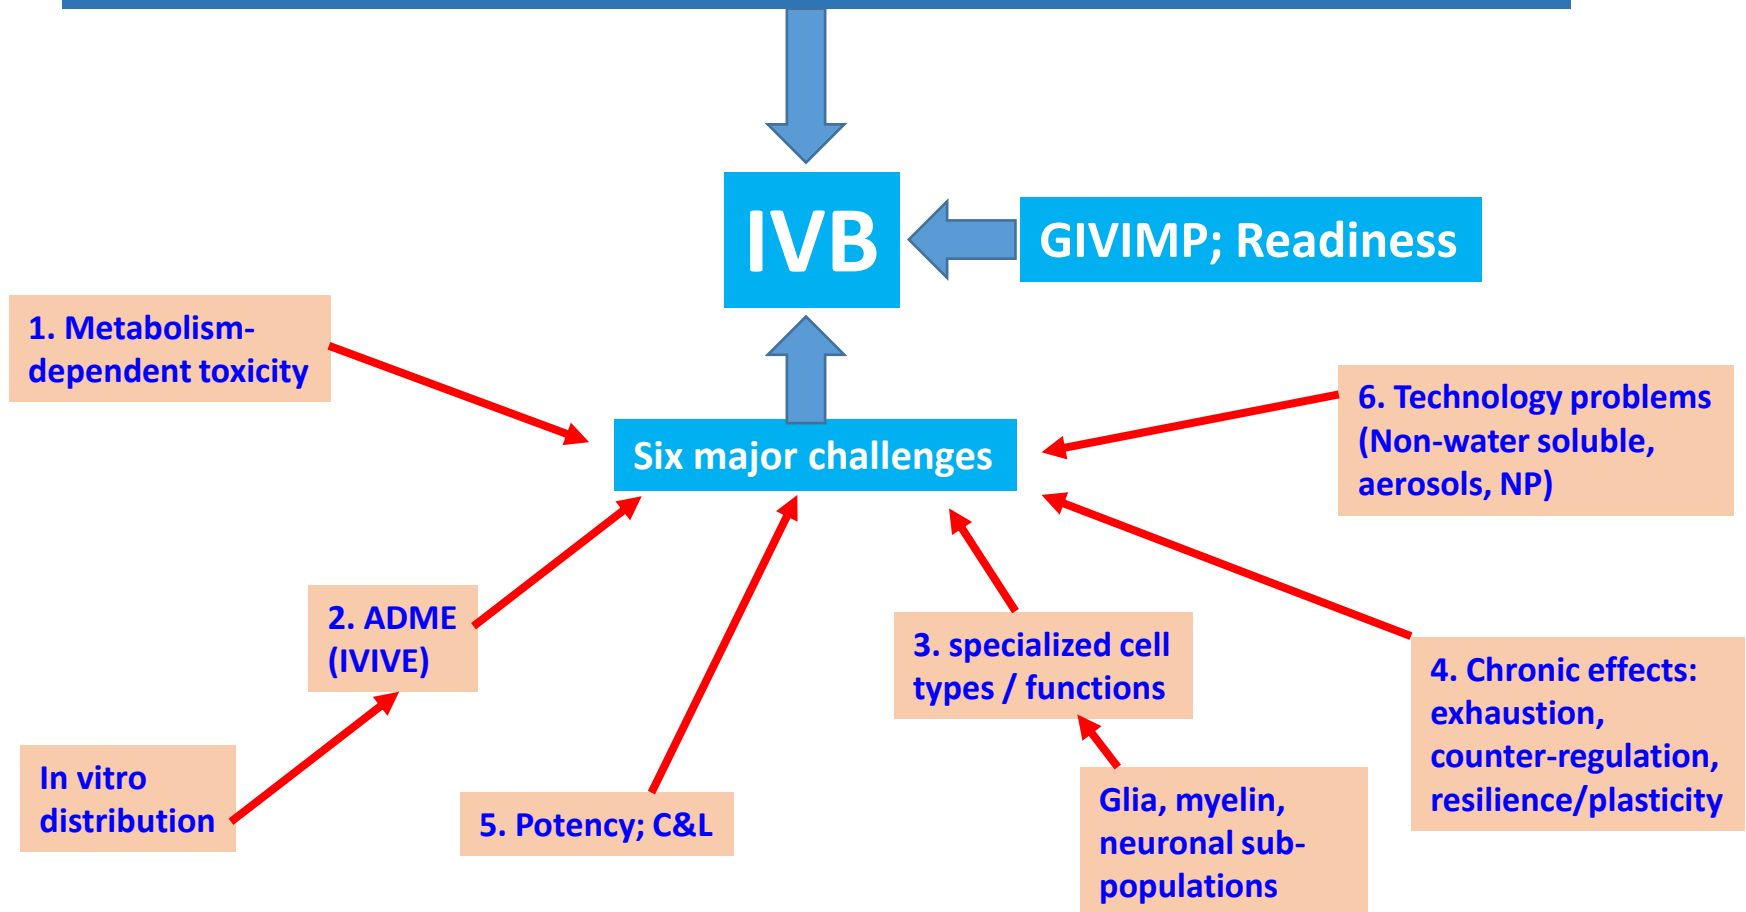 IVB
GIVIMP; Readiness
1. Metabolism-
dependent toxicity
6. Technology problems
(Non-water soluble,
aerosols, NP)
Six major challenges
2. ADME
(IVIVE)
3. specialized cell
types / functions
4. Chronic effects:
exhaustion,
counter-regulation,
resilience/plasticity
In vitro
distribution
5. Potency; C&L
Glia, myelin,
neuronal sub-
populations